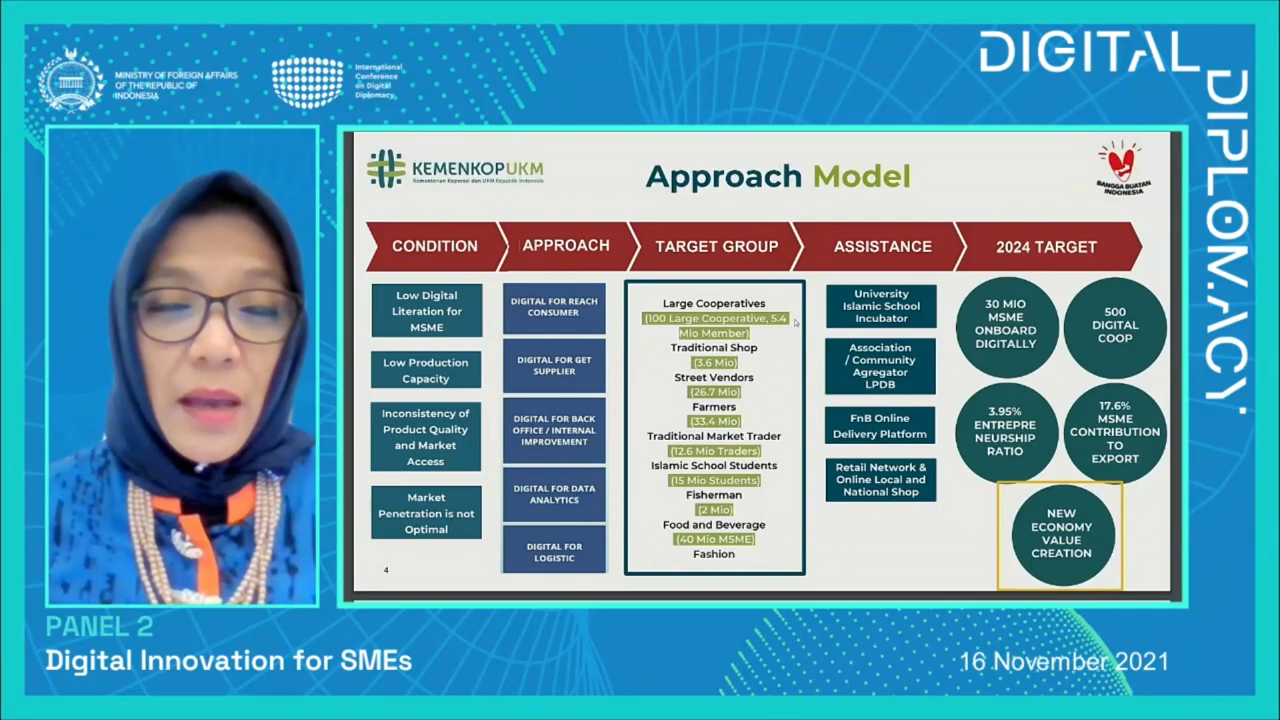 MINISTRY OF FOREIGN AFFAIRS
OF THE REPUBLIC OF
INDONESIA
International
Conference
on Digital
Diplomacy
DIGITAL
DIPLOMACY
KEMENKOPUKM
Kementerian Koperasi dan UKM Republik Indonesia
Approach Model
BANGGA BUATAN
INDONESIA
CONDITION
APPROACH
TARGET GROUP
ASSISTANCE
2024 TARGET
Low Digital
Literation for
MSME
Low Production
Capacity
Inconsistency of
Product Quality
and Market
Access
Market
Penetration is not
Optimal
DIGITAL FOR REACH
CONSUMER
DIGITAL FOR GET
SUPPLIER
DIGITAL FOR BACK
OFFICE / INTERNAL
IMPROVEMENT
DIGITAL FOR DATA
ANALYTICS
DIGITAL FOR
LOGISTIC
Large Cooperatives
(100 Large Cooperative, 5.4
Mio Member)
Traditional Shop
(3.6 Mio)
Street Vendors
(26.7 Mio)
Farmers
(33.4 Mio)
Traditional Market Trader
(12.6 Mio Traders)
Islamic School Students
(15 Mio Students)
Fisherman
(2 Mio)
Food and Beverage
(40 Mio MSME)
Fashion
University
Islamic School
Incubator
Association
/ Community
Agregator
LPDB
FnB Online
Delivery Platform
Retail Network &
Online Local and
National Shop
30 MIO
MSME
ONBOARD
DIGITALLY
500
DIGITAL
COOP
3.95%
ENTREPRE
NEURSHIP
RATIO
17.6%
MSME
CONTRIBUTION
TO
EXPORT
NEW
ECONOMY
VALUE
CREATION
4
PANEL 2
Digital Innovation for SMEs
16 November 2021